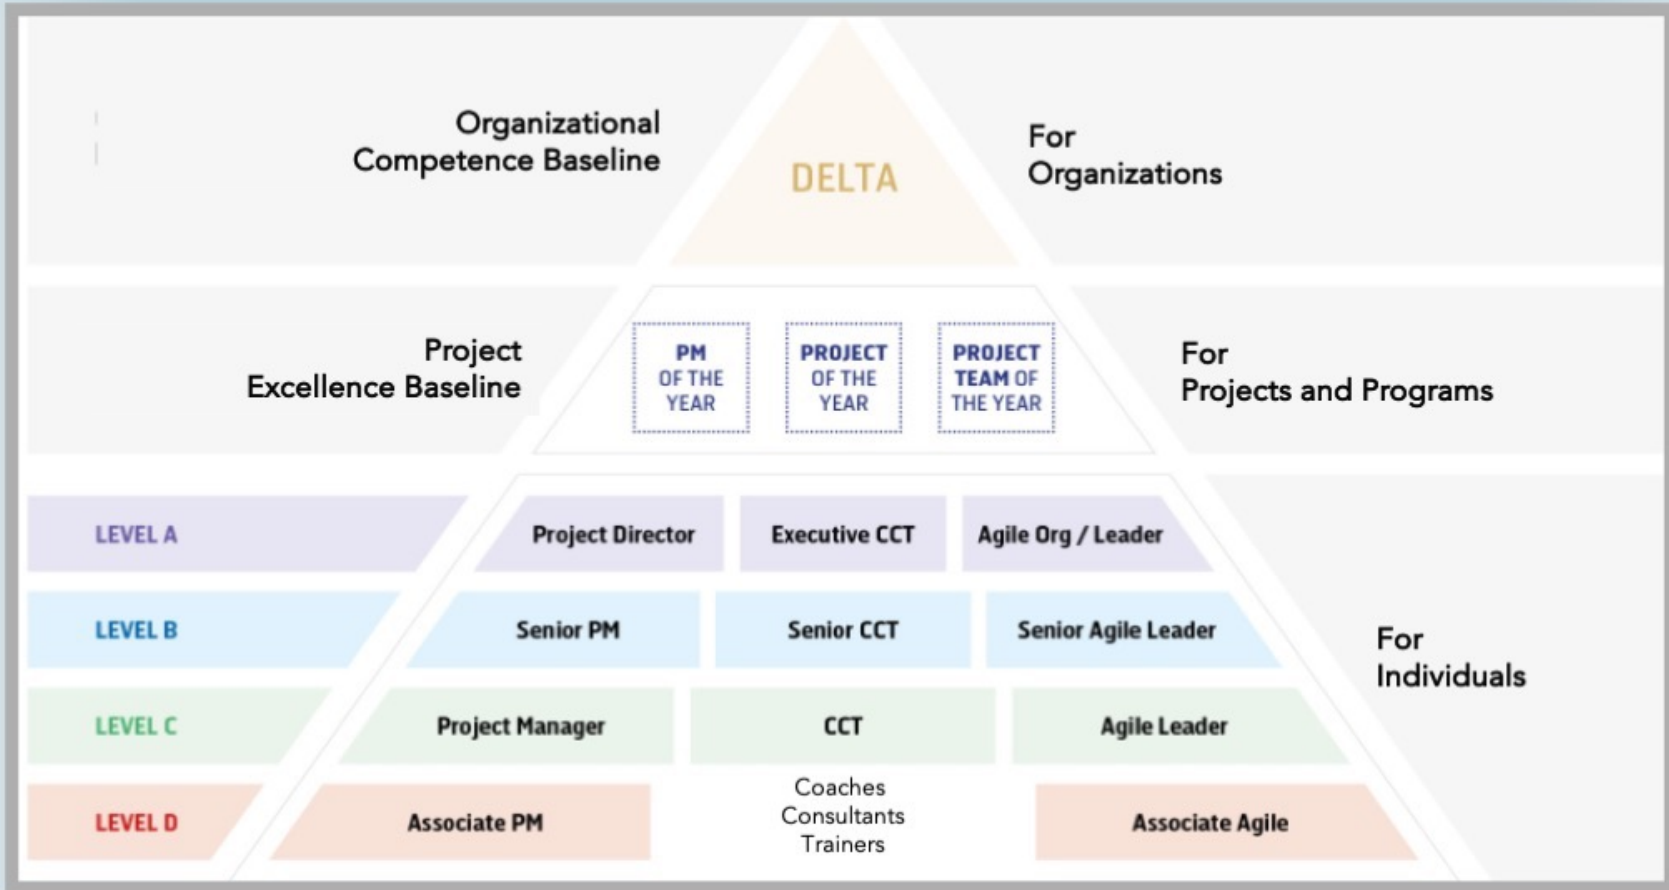 Organizational
Competence Baseline
DELTA
For
Organizations
Project
Excellence Baseline
PM
OF THE
YEAR
PROJECT
OF THE
YEAR
PROJECT
TEAM OF
THE YEAR
For
Projects and Programs
LEVEL A
Project Director
Executive CCT
Agile Org / Leader
LEVEL B
Senior PM
Senior CCT
Senior Agile Leader
For
Individuals
LEVEL C
Project Manager
CCT
Agile Leader
LEVEL D
Associate PM
Coaches
Consultants
Trainers
Associate Agile